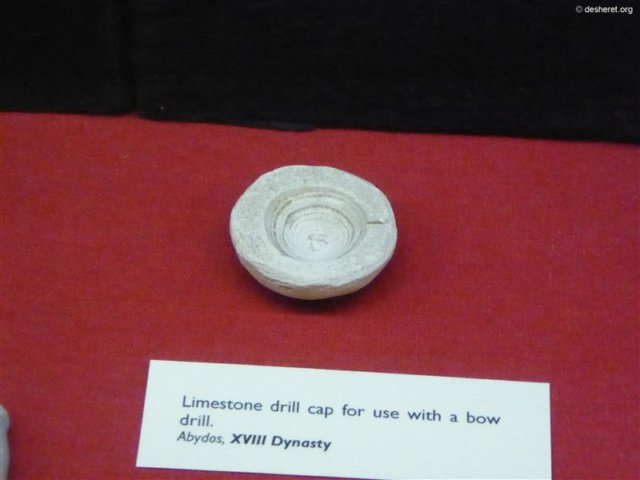 © desheret.org
Limestone drill cap for use with a bow
drill.
Abydos, XVIII Dynasty